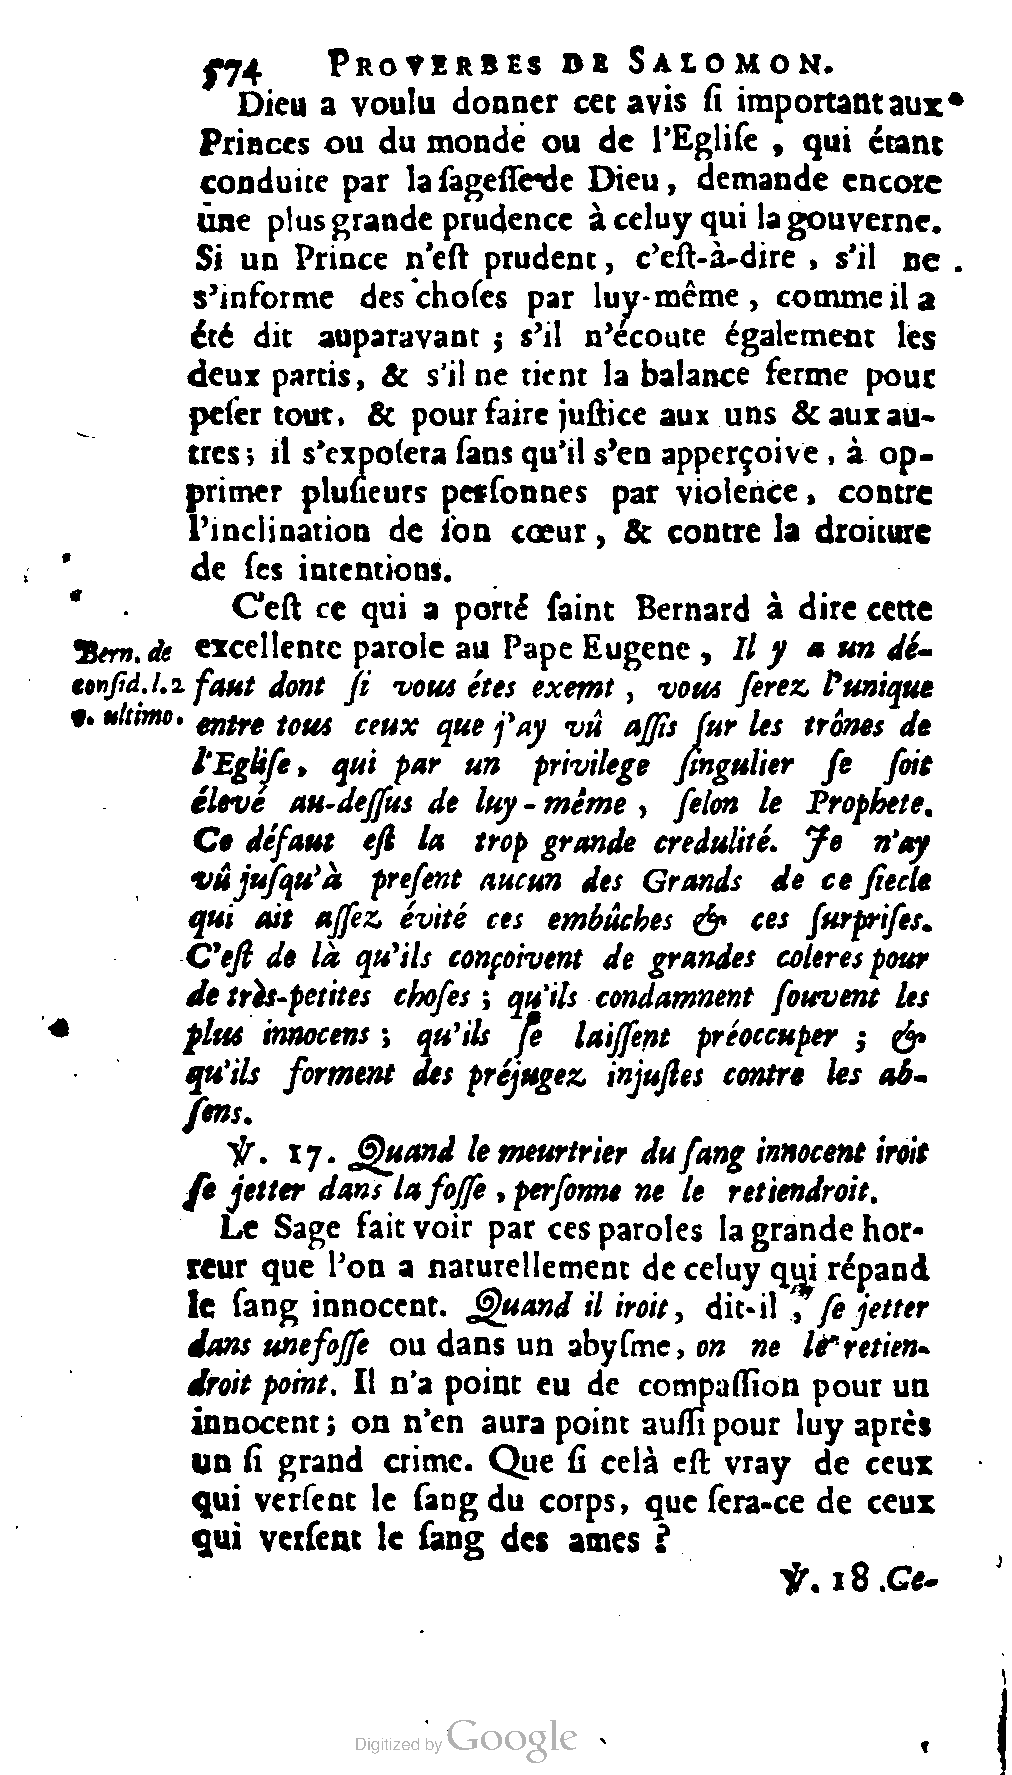 574 PROVERBES DE SALOMON.
Dieu a voulu donner cet avis ſi important aux
Princes ou du monde ou de l'Egliſe, qui étant
conduite par la ſageſſe de Dieu, demande encore
une plus grande prudence à celuy qui la gouverne.
Si un Prince n'eſt prudent, c'eſt-à-dire, s'il ne
s'informe des choſes par luy-même, comme il a
été dit auparavant; s'il n'écoute également les
deux partis, & s'il ne tient la balance ferme pour
peſer tout, & pour faire juſtice aux uns & aux au-
tres; il s'expoſera ſans qu'il s'en apperçoive, à op-
primer pluſieurs perſonnes par violence, contre
l'inclination de ſon cœur, & contre la droiture
de ſes intentions.
C'eſt ce qui a porté ſaint Bernard à dire cette
Bern. de excellente parole au Pape Eugene, Il y a un dé-
conſid. l. 2 faut dont ſi vous étes exemt, vous ſerez l'unique
c. ultimo. entre tous ceux que j'ay vû aſſis ſur les trônes de
l'Egliſe, qui par un privilege ſingulier ſe ſoit
élevé au-deſſus de luy-même, ſelon le Prophete.
Ce défaut eſt la trop grande credulité. Je n'ay
vû juſqu'à preſent aucun des Grands de ce ſiecle
qui ait aſſez évité ces embûches & ces ſurpriſes.
C'eſt de là qu'ils conçoivent de grandes coleres pour
de très-petites choſes; qu'ils condamnent ſouvent les
plus innocens; qu'ils ſe laiſſent préoccuper; &
qu'ils forment des préjugez injuſtes contre les ab-
ſens.
℣. 17. Quand le meurtrier du ſang innocent iroit
ſe jetter dans la foſſe, perſonne ne le retiendroit.
Le Sage fait voir par ces paroles la grande hor-
reur que l'on a naturellement de celuy qui répand
le ſang innocent. Quand il iroit, dit-il, ſe jetter
dans une foſſe ou dans un abyſme, on ne le retien-
droit point. Il n'a point eu de compaſſion pour un
innocent; on n'en aura point auſſi pour luy après
un ſi grand crime. Que ſi celà eſt vray de ceux
qui verſent le ſang du corps, que ſera-ce de ceux
qui verſent le ſang des ames ?
℣. 18. Ce-
Digitized by Google